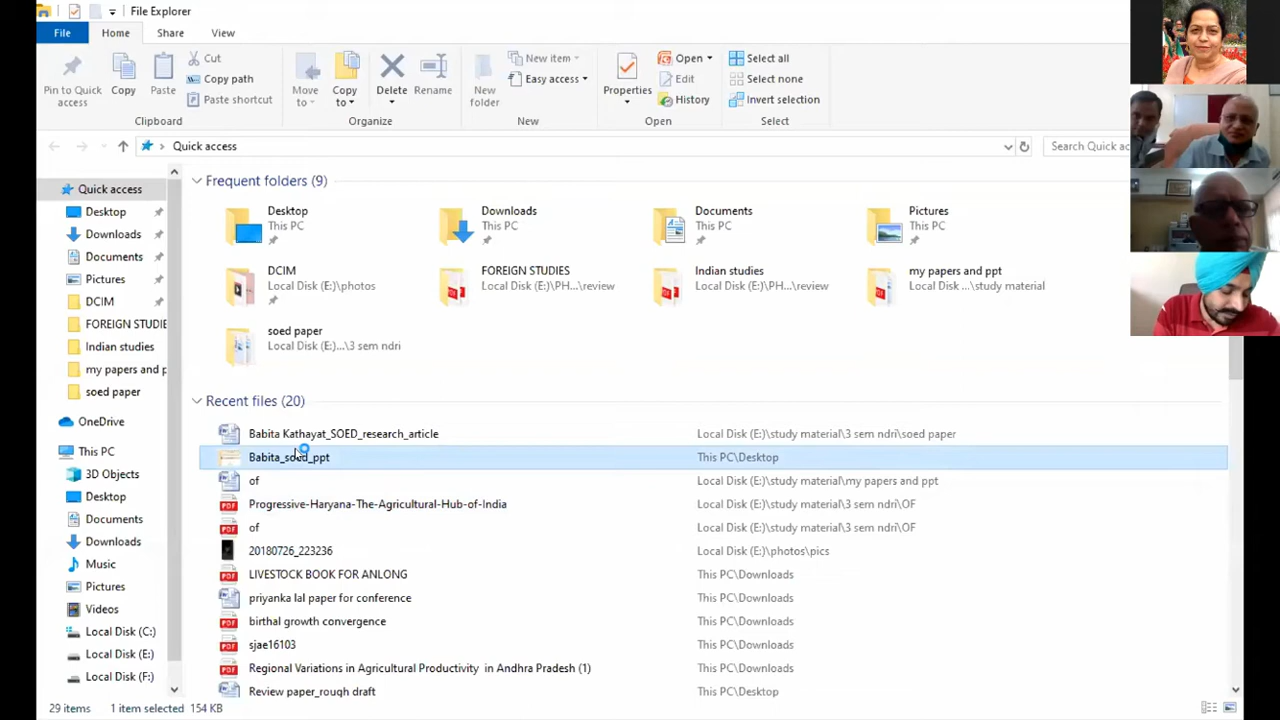 File Explorer
File Home Share View
Pin to Quick access
Copy
Paste
Cut
Copy path
Paste shortcut
Clipboard
Move to
Copy to
Delete
Rename
Organize
New folder
New item
Easy access
New
Properties
Open
Edit
History
Open
Select all
Select none
Invert selection
Select
Quick access
Search Quick ac
Quick access
Desktop
Downloads
Documents
Pictures
DCIM
FOREIGN STUDIE
Indian studies
my papers and p
soed paper
OneDrive
This PC
3D Objects
Desktop
Documents
Downloads
Music
Pictures
Videos
Local Disk (C:)
Local Disk (E:)
Local Disk (F:)
Frequent folders (9)
Desktop
This PC
Downloads
This PC
Documents
This PC
Pictures
This PC
DCIM
Local Disk (E:)\photos
FOREIGN STUDIES
Local Disk (E:)\PH...\review
Indian studies
Local Disk (E:)\PH...\review
my papers and ppt
Local Disk ...\study material
soed paper
Local Disk (E:)...\3 sem ndri
Recent files (20)
Babita Kathayat_SOED_research_article Local Disk (E:)\study material\3 sem ndri\soed paper
Babita_soed_ppt This PC\Desktop
of Local Disk (E:)\study material\my papers and ppt
Progressive-Haryana-The-Agricultural-Hub-of-India Local Disk (E:)\study material\3 sem ndri\OF
of Local Disk (E:)\study material\3 sem ndri\OF
20180726_223236 Local Disk (E:)\photos\pics
LIVESTOCK BOOK FOR ANLONG This PC\Downloads
priyanka lal paper for conference This PC\Downloads
birthal growth convergence This PC\Downloads
sjae16103 This PC\Downloads
Regional Variations in Agricultural Productivity in Andhra Pradesh (1) This PC\Downloads
Review paper_rough draft This PC\Desktop
29 items 1 item selected 154 KB